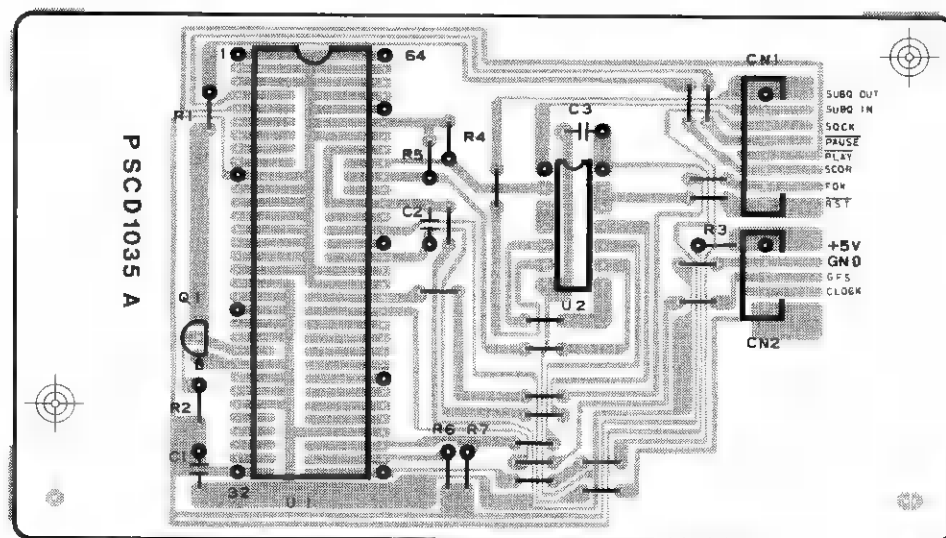 1
64
CN1
SUBQ OUT
SUBQ IN
SQCK
PAUSE
PLAY
SCOR
FOK
RST
R1
C3
R4
R5
PSCD1035 A
C2
R3
+5V
GND
GFS
CLOCK
CN2
Q1
U2
E
R2
R6 R7
C1
32
U1